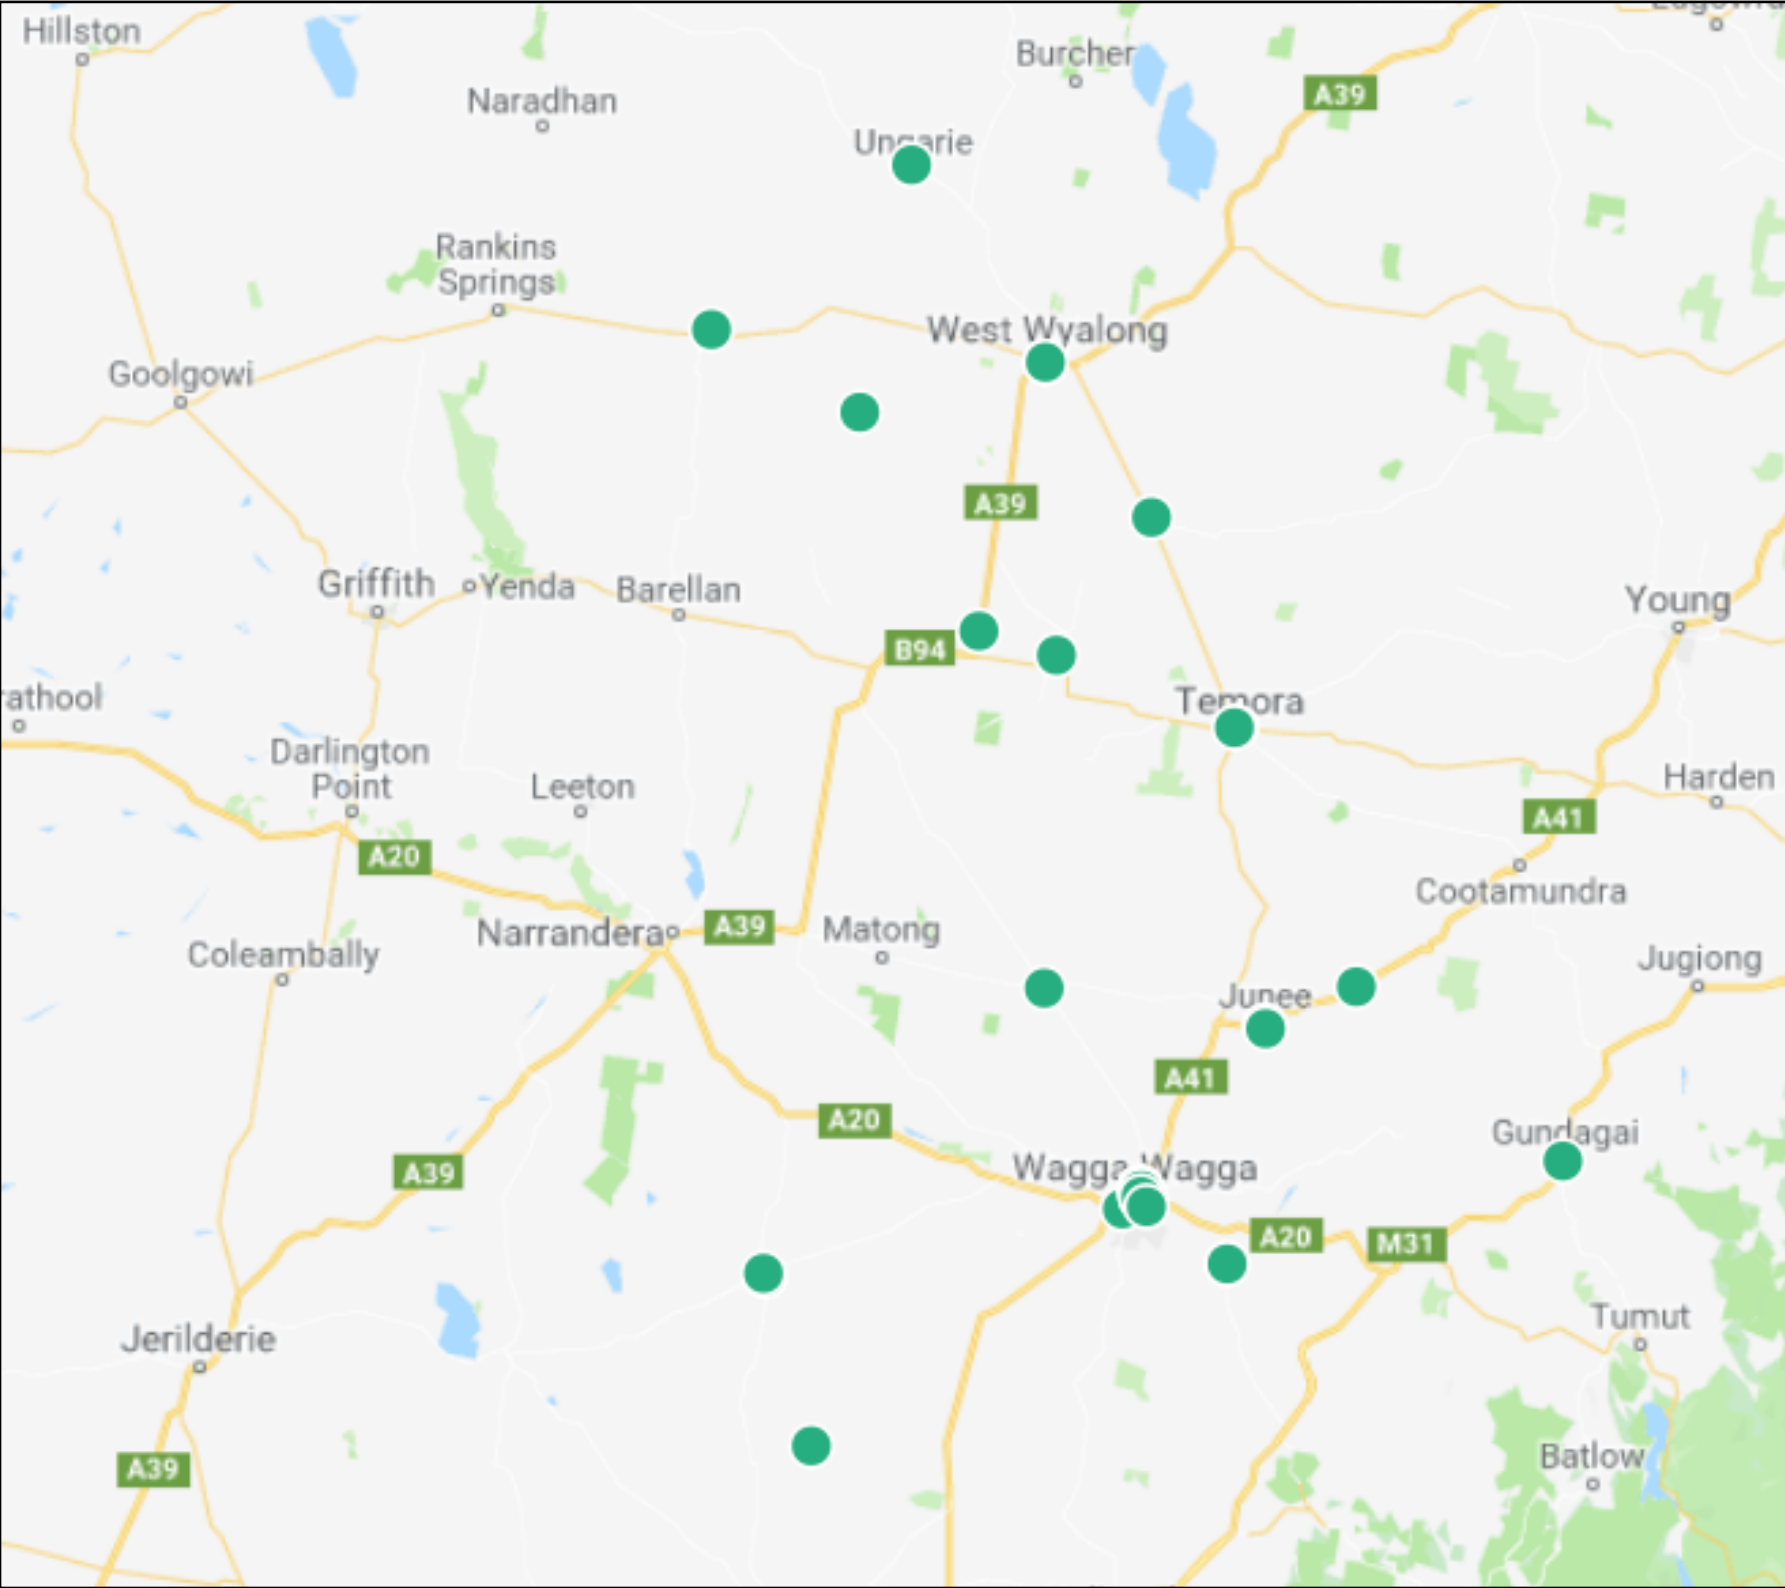 Hillston
Burcher
A39
Naradhan
Ungarie
Rankins
Springs
West Wyalong
Goolgowi
A39
Griffith
Yenda
Barellan
Young
B94
rathool
Temora
Darlington
Point
Leeton
Harden
A41
A20
Cootamundra
Narrandera
A39
Matong
Coleambally
Jugiong
Junee
A41
A20
Gundagai
A39
Wagga Wagga
A20
M31
Tumut
Jerilderie
Batlow
A39